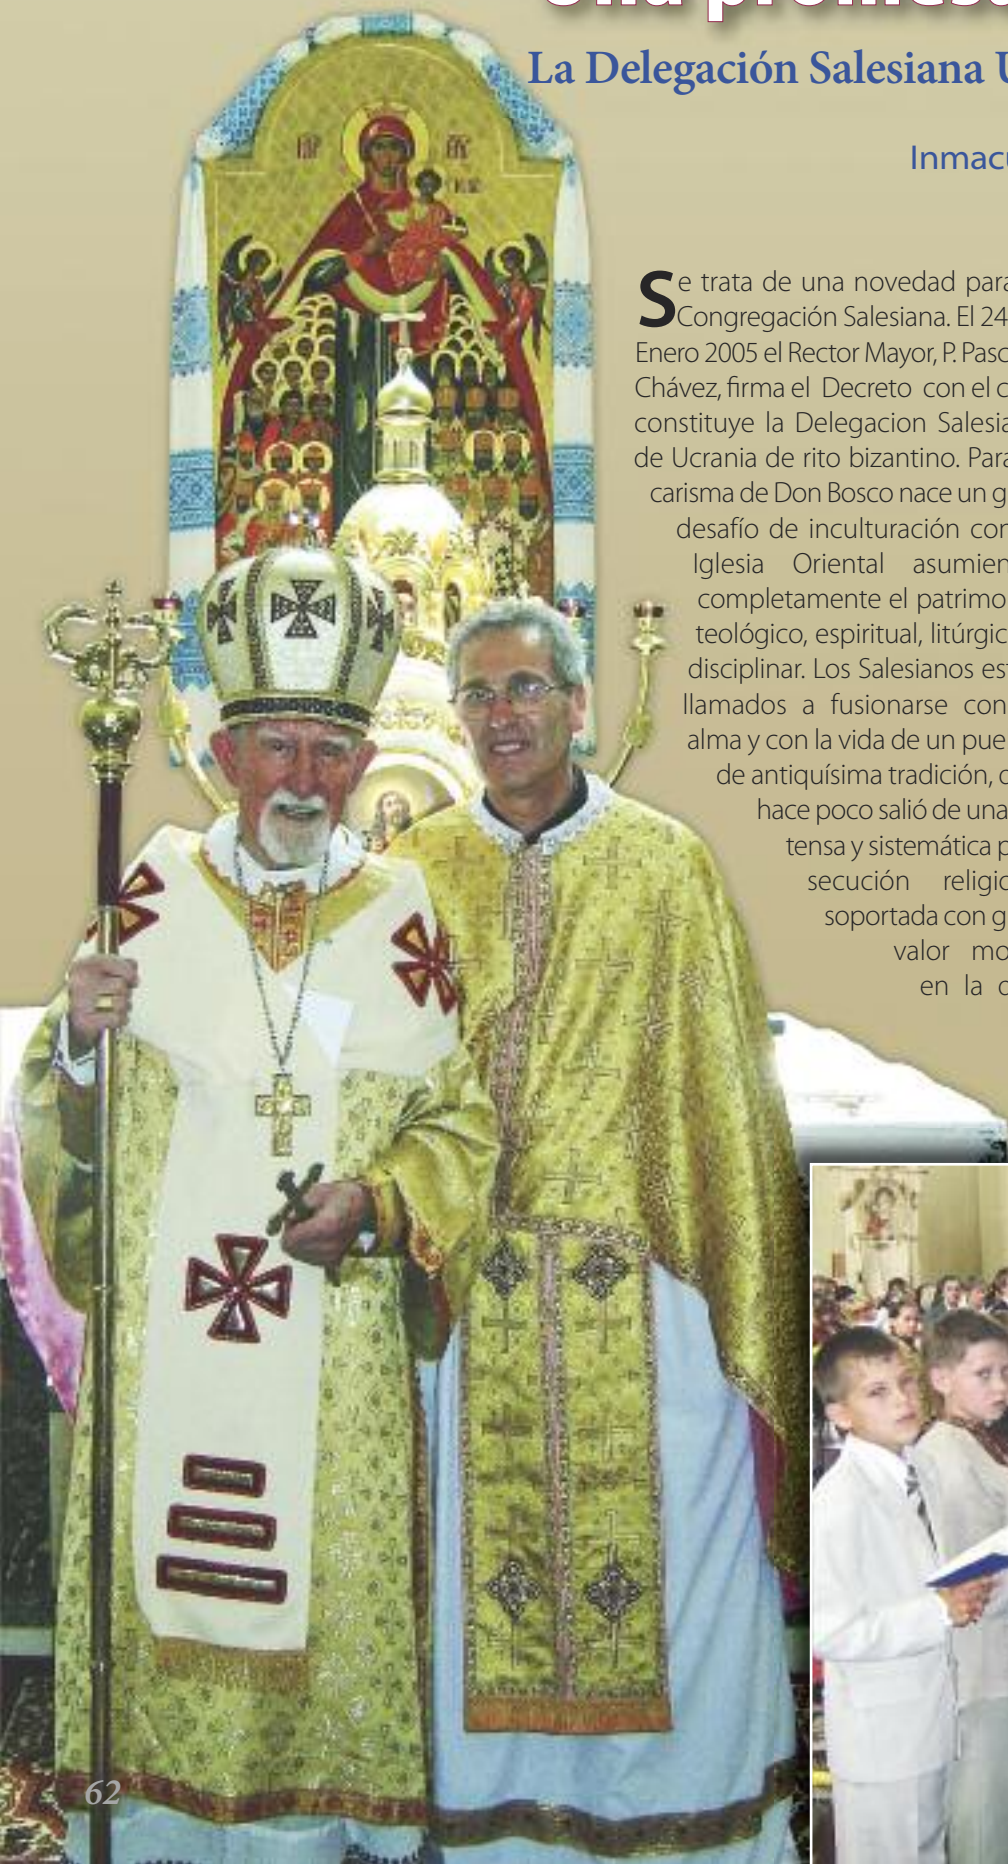 Una promesa
La Delegación Salesiana U
Inmacu
Se trata de una novedad para
Congregación Salesiana. El 24
Enero 2005 el Rector Mayor, P. Pasc
Chávez, firma el Decreto con el c
constituye la Delegacion Salesia
de Ucrania de rito bizantino. Para
carisma de Don Bosco nace un g
desafío de inculturación con
Iglesia Oriental asumien
completamente el patrimo
teológico, espiritual, litúrgic
disciplinar. Los Salesianos est
llamados a fusionarse con
alma y con la vida de un pue
de antiquísima tradición, c
hace poco salió de una
tensa y sistemática p
secución religio
soportada con g
valor mo
en la c
62